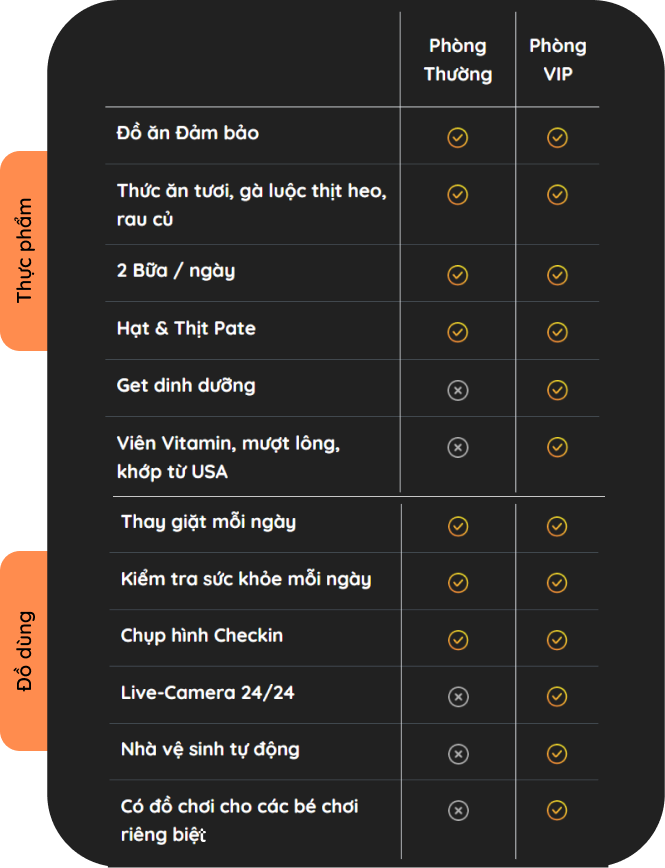 Phòng
Thường
Phòng
VIP
Thực phẩm
Đồ ăn Đảm bảo
Thức ăn tươi, gà luộc thịt heo,
rau củ
2 Bữa / ngày
Hạt & Thịt Pate
Get dinh dưỡng
Viên Vitamin, mượt lông,
khớp từ USA
Đồ dùng
Thay giặt mỗi ngày
Kiểm tra sức khỏe mỗi ngày
Chụp hình Checkin
Live-Camera 24/24
Nhà vệ sinh tự động
Có đồ chơi cho các bé chơi
riêng biệt